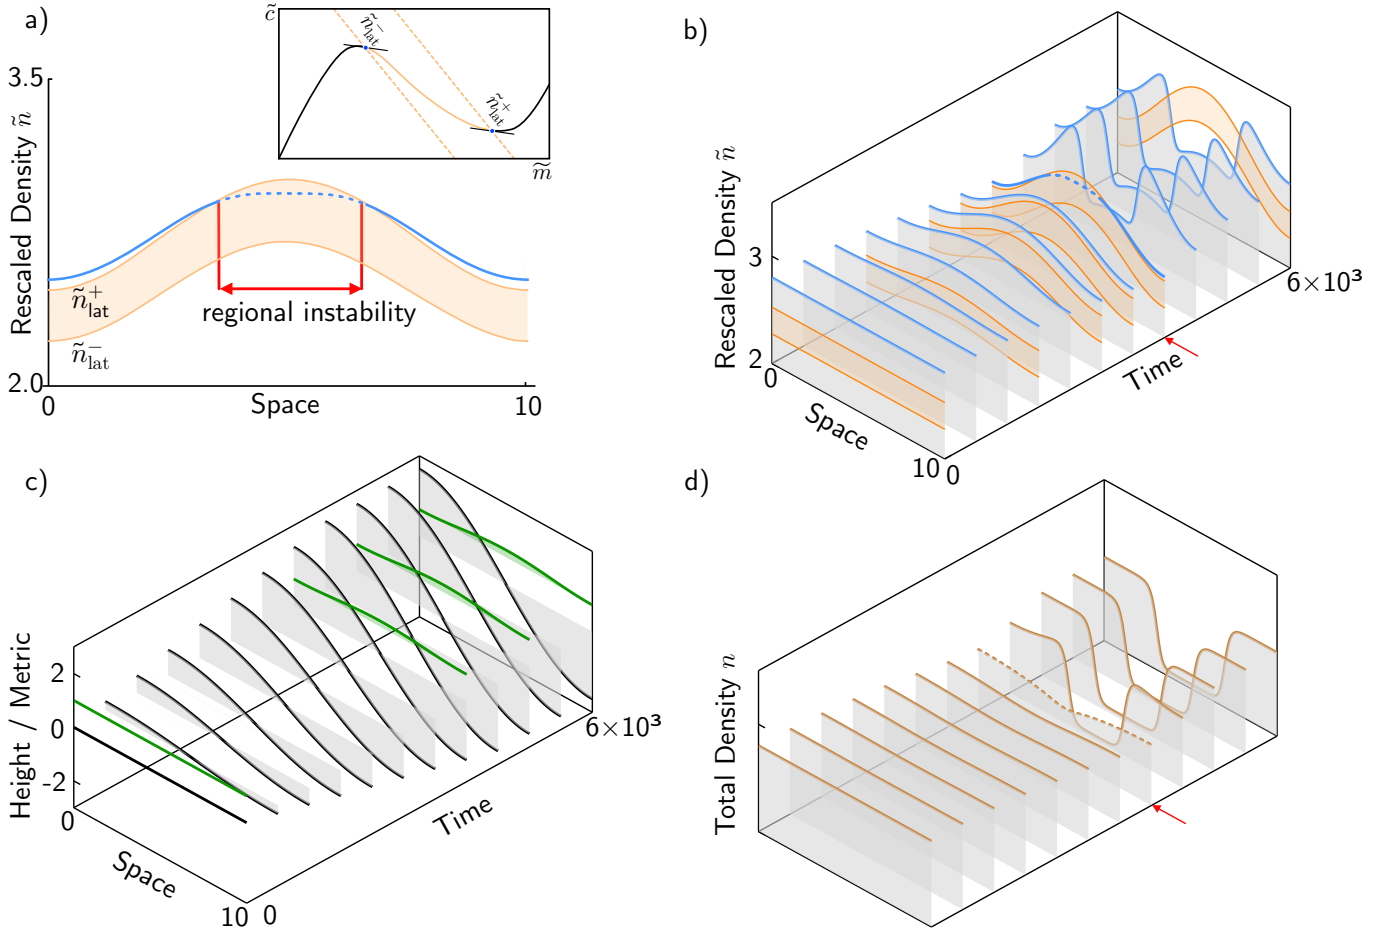 a)
3.5
Rescaled Density ñ
2.0
0
Space
10
c̃
m̃
ñ⁻lat
ñ⁺lat
ñ⁺lat
ñ⁻lat
regional instability
b)
Rescaled Density ñ
3
2
0
Space
10
0
Time
6×10³
c)
Height / Metric
2
0
-2
0
Space
10
0
Time
6×10³
d)
Total Density n